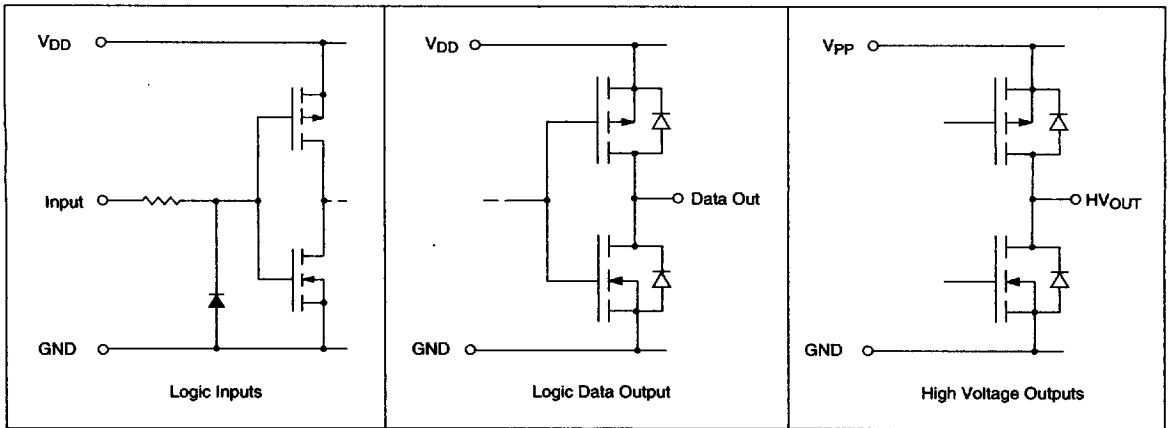 VDD
Input
GND
Logic Inputs
VDD
Data Out
GND
Logic Data Output
VPP
HVOUT
GND
High Voltage Outputs